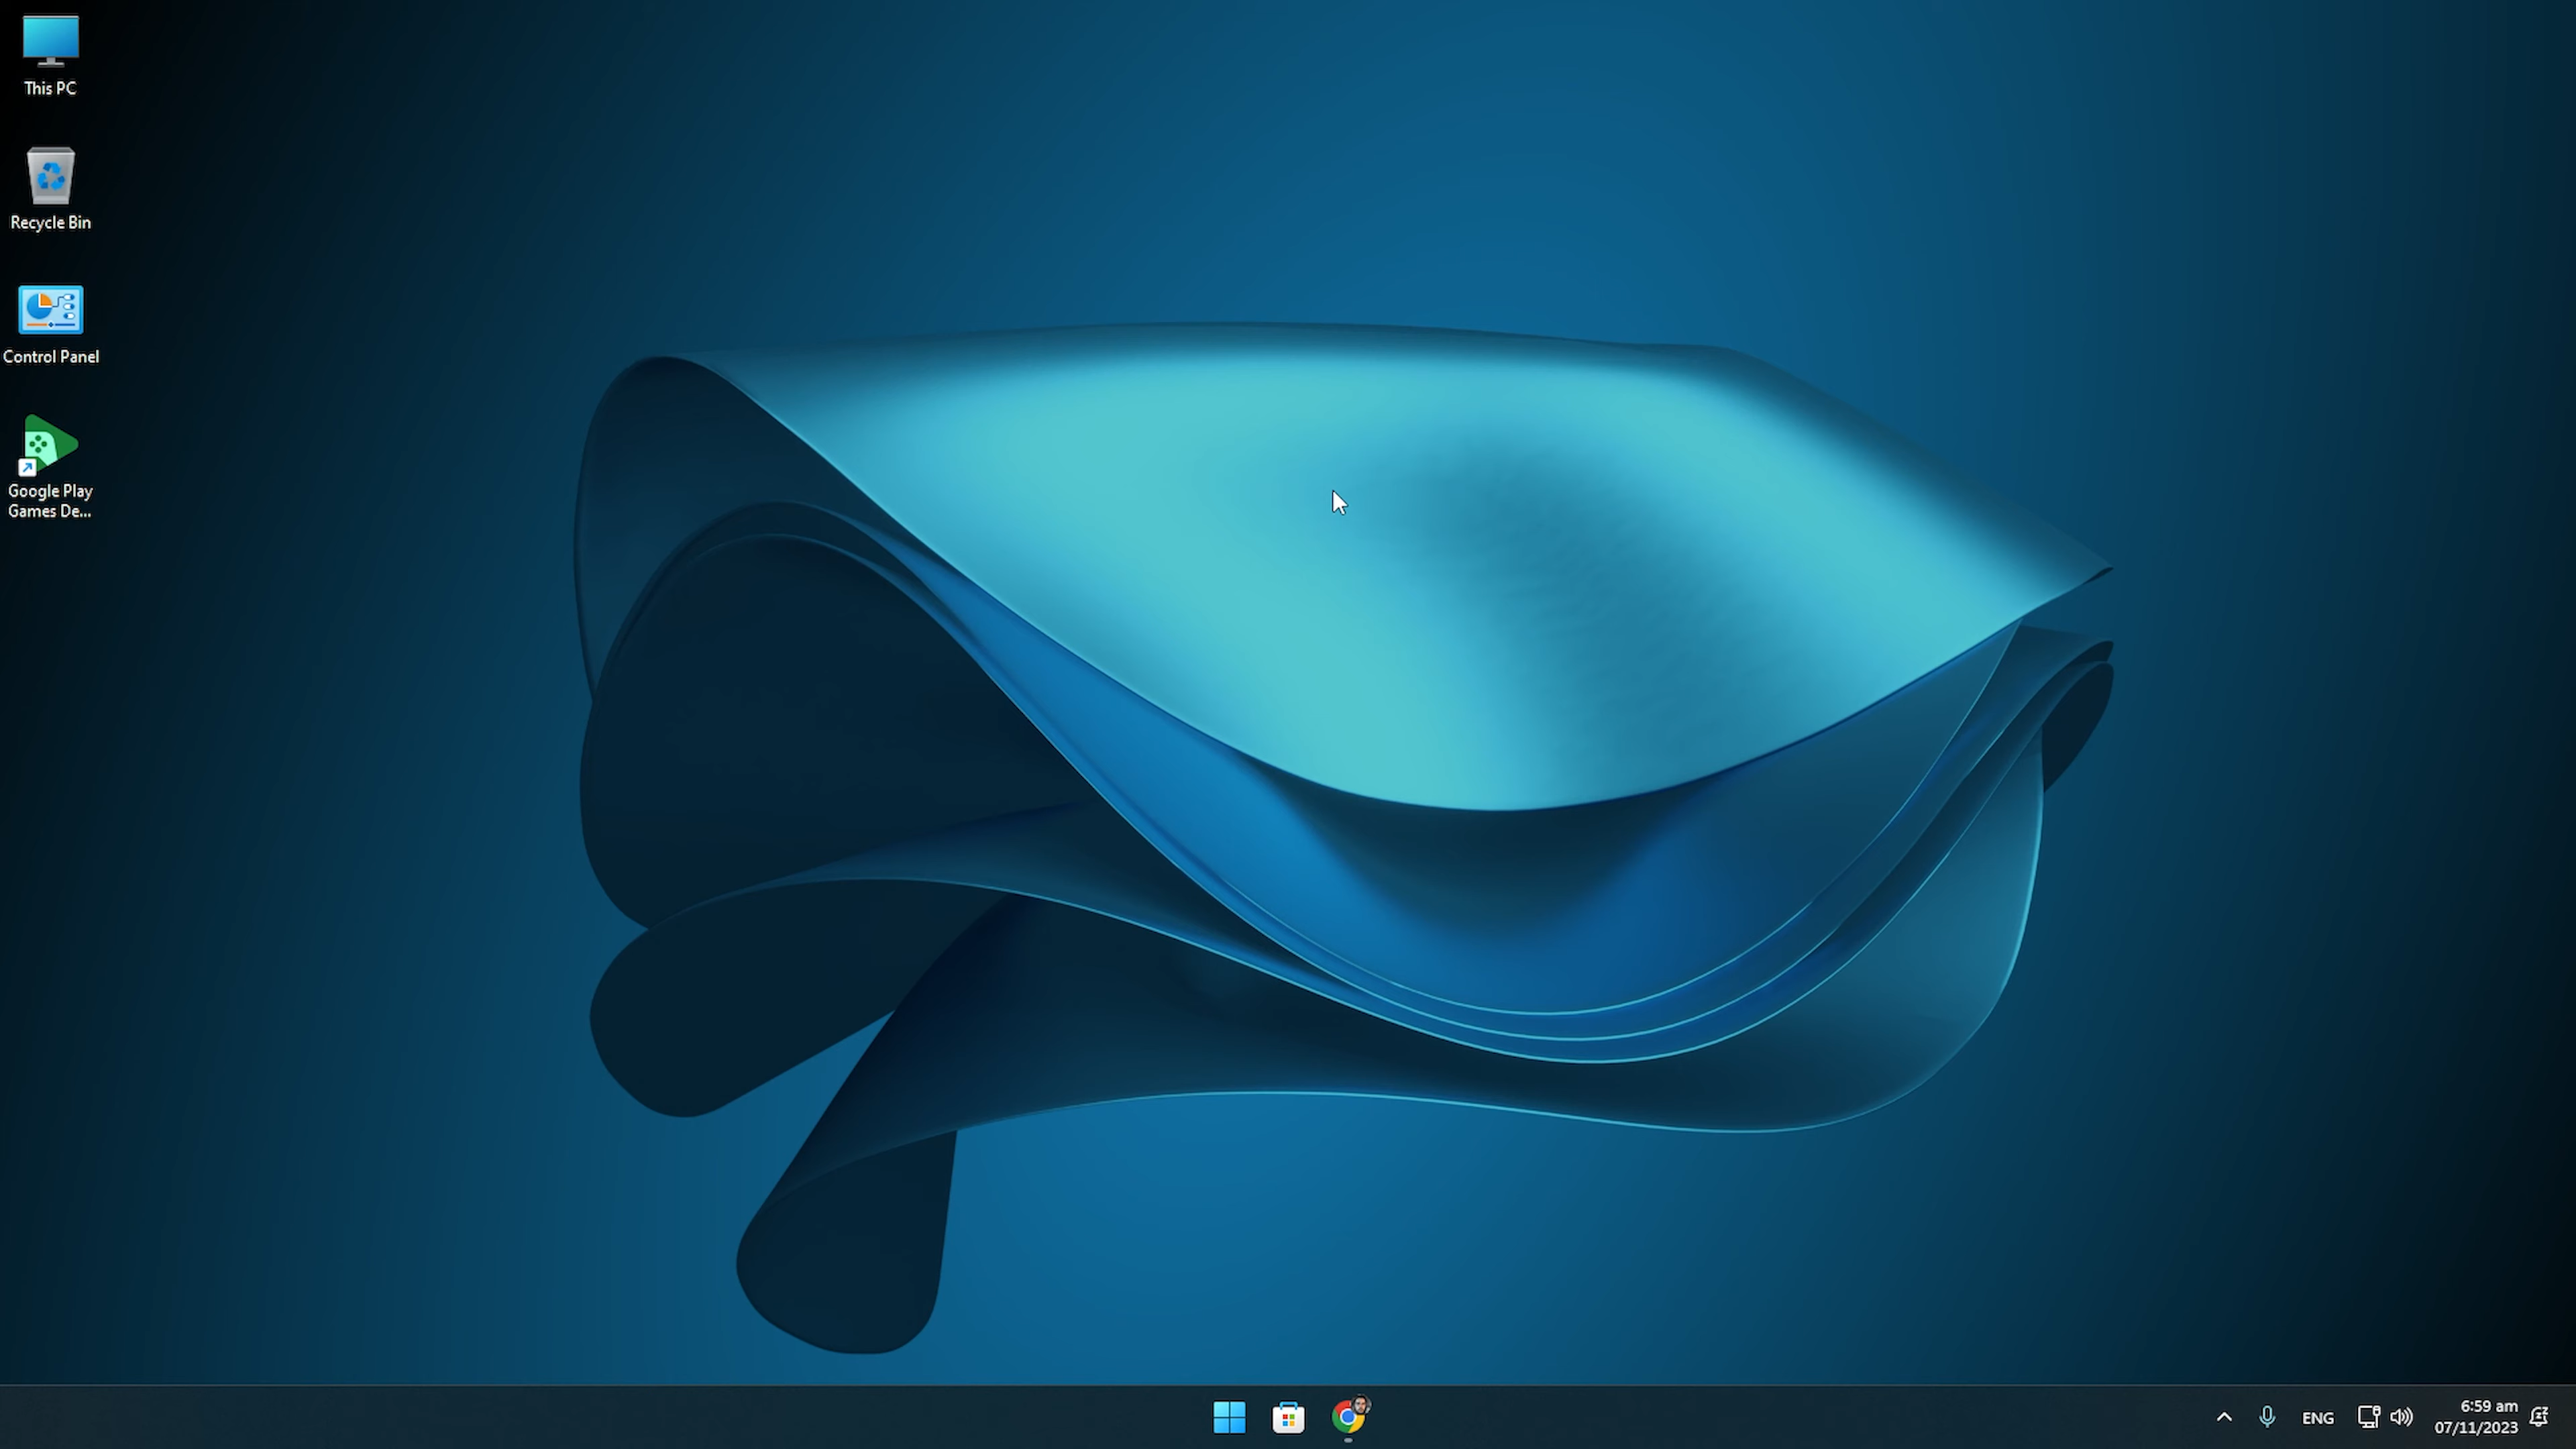 This PC
Recycle Bin
Control Panel
Google Play
Games De...
ENG
6:59 am
07/11/2023